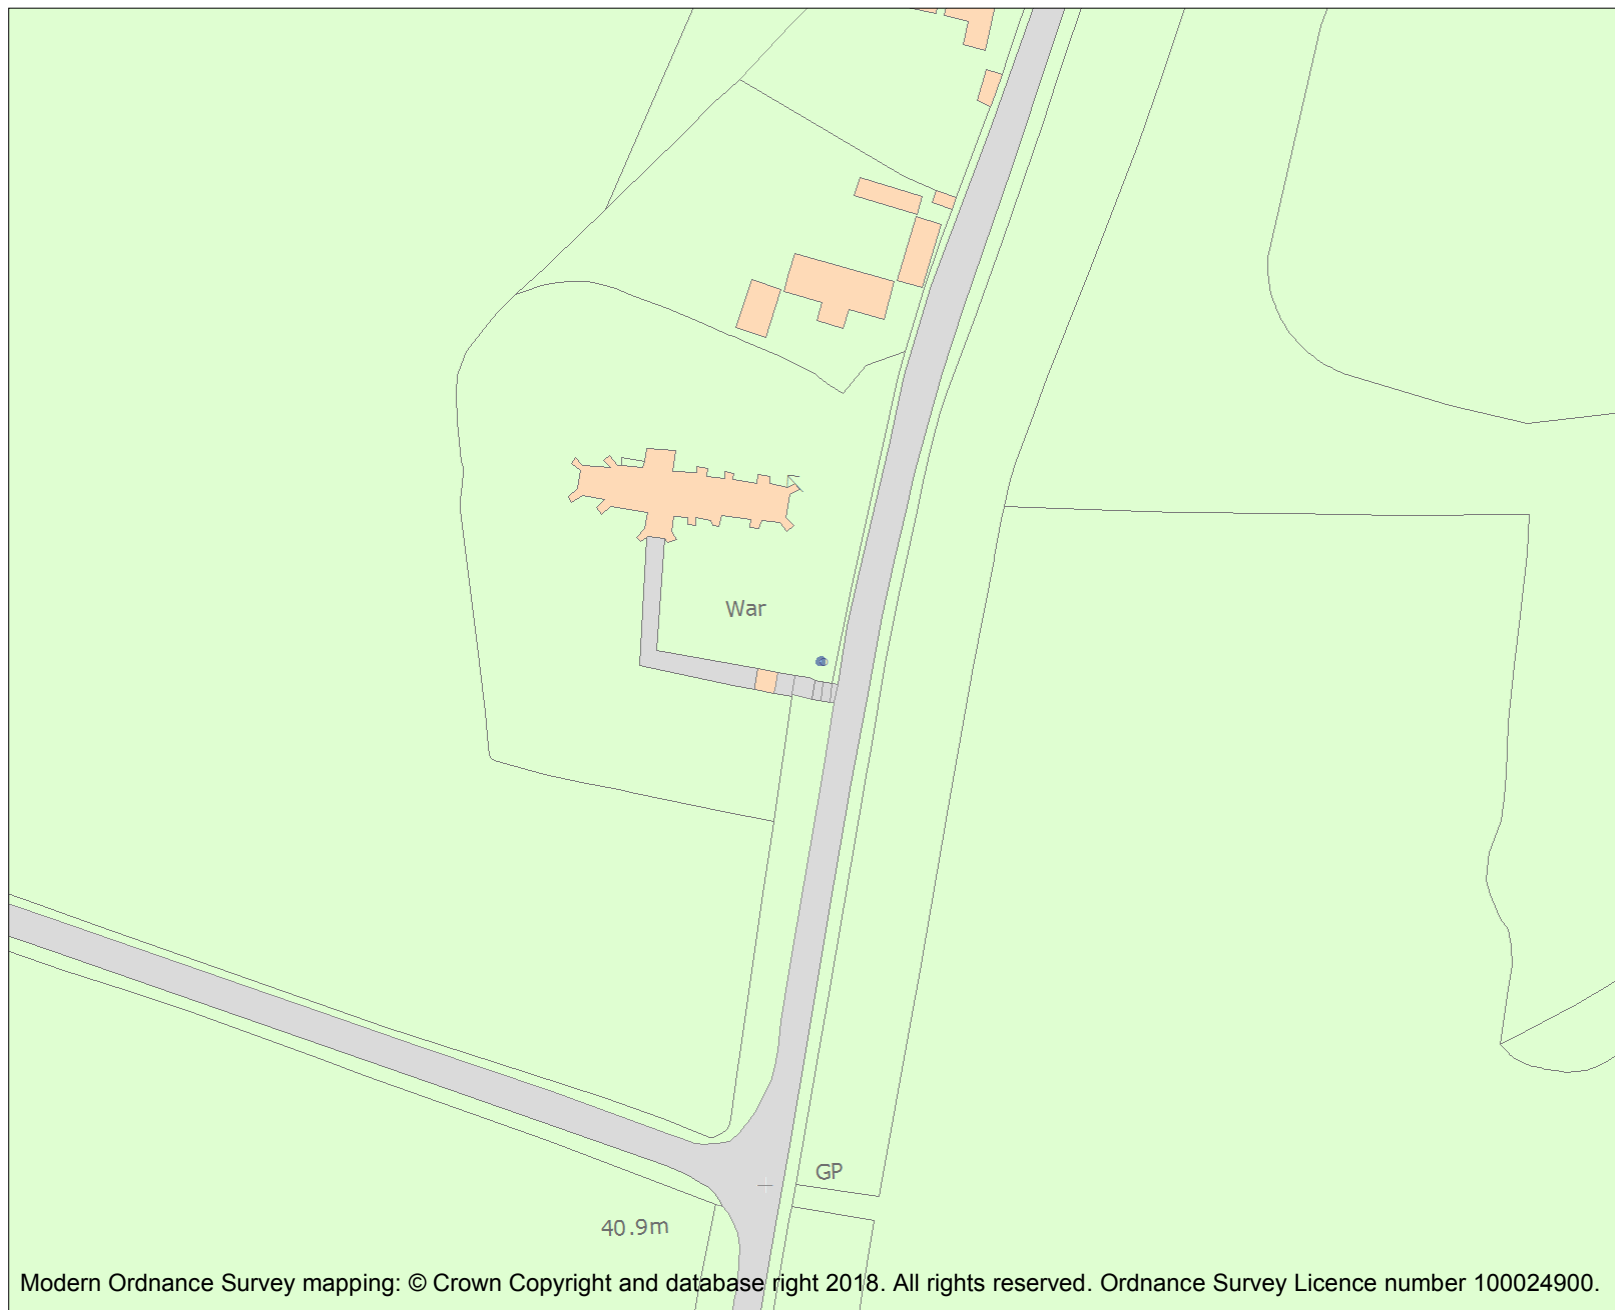 War
GP
40.9m
Modern Ordnance Survey mapping: © Crown Copyright and database right 2018. All rights reserved. Ordnance Survey Licence number 100024900.